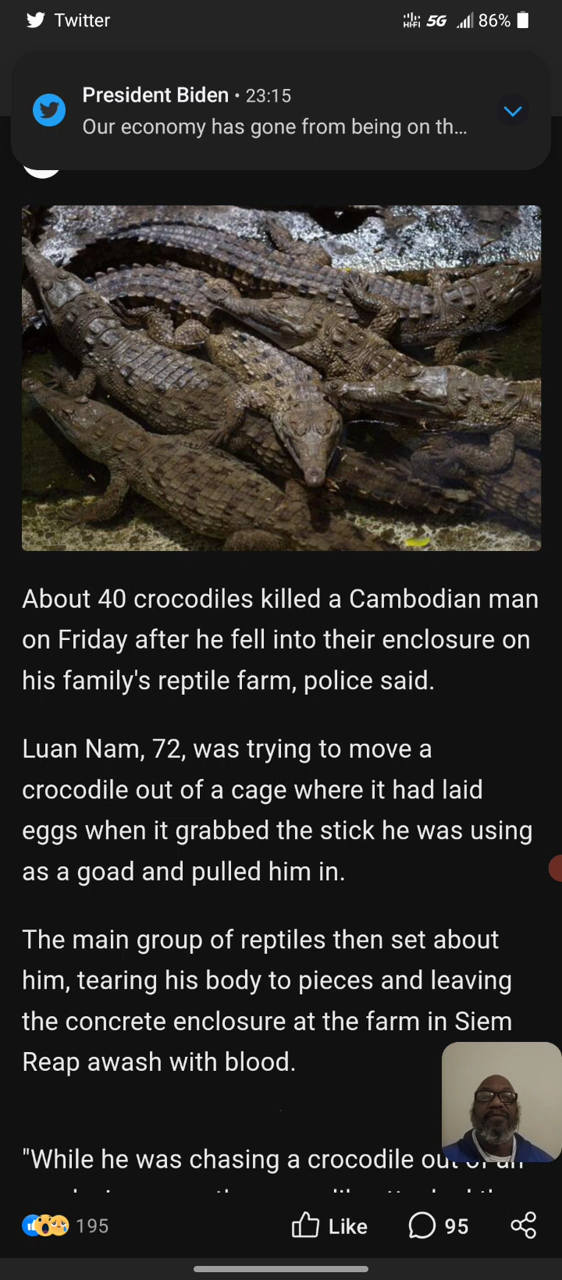 Twitter
HiFi 5G 86%
President Biden • 23:15
Our economy has gone from being on th...
About 40 crocodiles killed a Cambodian man
on Friday after he fell into their enclosure on
his family's reptile farm, police said.
Luan Nam, 72, was trying to move a
crocodile out of a cage where it had laid
eggs when it grabbed the stick he was using
as a goad and pulled him in.
The main group of reptiles then set about
him, tearing his body to pieces and leaving
the concrete enclosure at the farm in Siem
Reap awash with blood.
"While he was chasing a crocodile out of an
195 Like 95